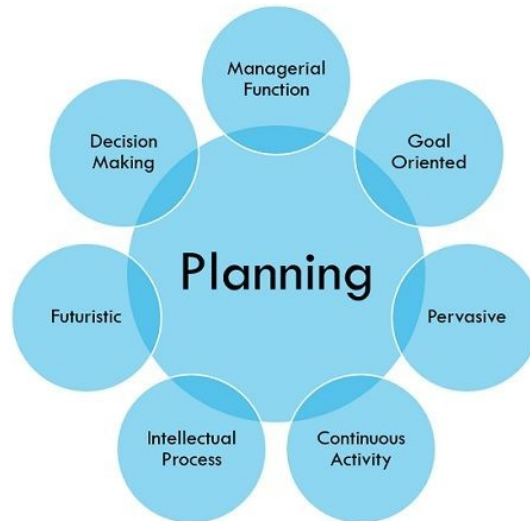 Managerial
Function
Goal
Oriented
Pervasive
Continuous
Activity
Intellectual
Process
Futuristic
Decision
Making
Planning